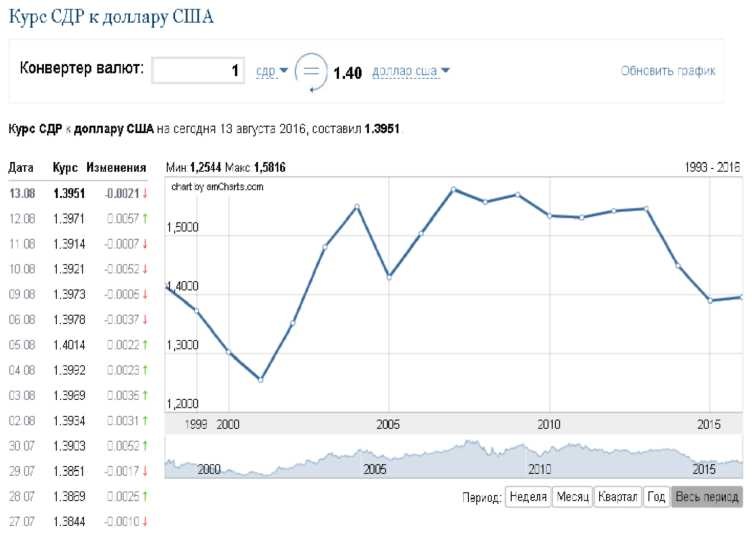 Курс СДР к доллару США
Конвертер валют: 1 сдр = 1.40 доллар сша Обновить график
Курс СДР к доллару США на сегодня 13 августа 2016, составил 1.3951.
Дата Курс Изменения Мин 1,2544 Макс 1,5816 1993 - 2016
chart by amCharts.com
13.08 1.3951 -0.0021 ↓
12.08 1.3971 0.0057 ↑
11.08 1.3914 -0.0007 ↓
10.08 1.3921 -0.0052 ↓
09.08 1.3973 -0.0005 ↓
06.08 1.3978 -0.0037 ↓
05.08 1.4014 0.0022 ↑
04.08 1.3992 0.0023 ↑
03.08 1.3969 0.0035 ↑
02.08 1.3934 0.0031 ↑
30.07 1.3903 0.0052 ↑
29.07 1.3851 -0.0017 ↓
28.07 1.3869 0.0025 ↑
27.07 1.3844 -0.0010 ↓
1,5000
1,4000
1,3000
1,2000
1999 2000 2005 2010 2015
2000 2005 2010 2015
Период: Неделя Месяц Квартал Год Весь период